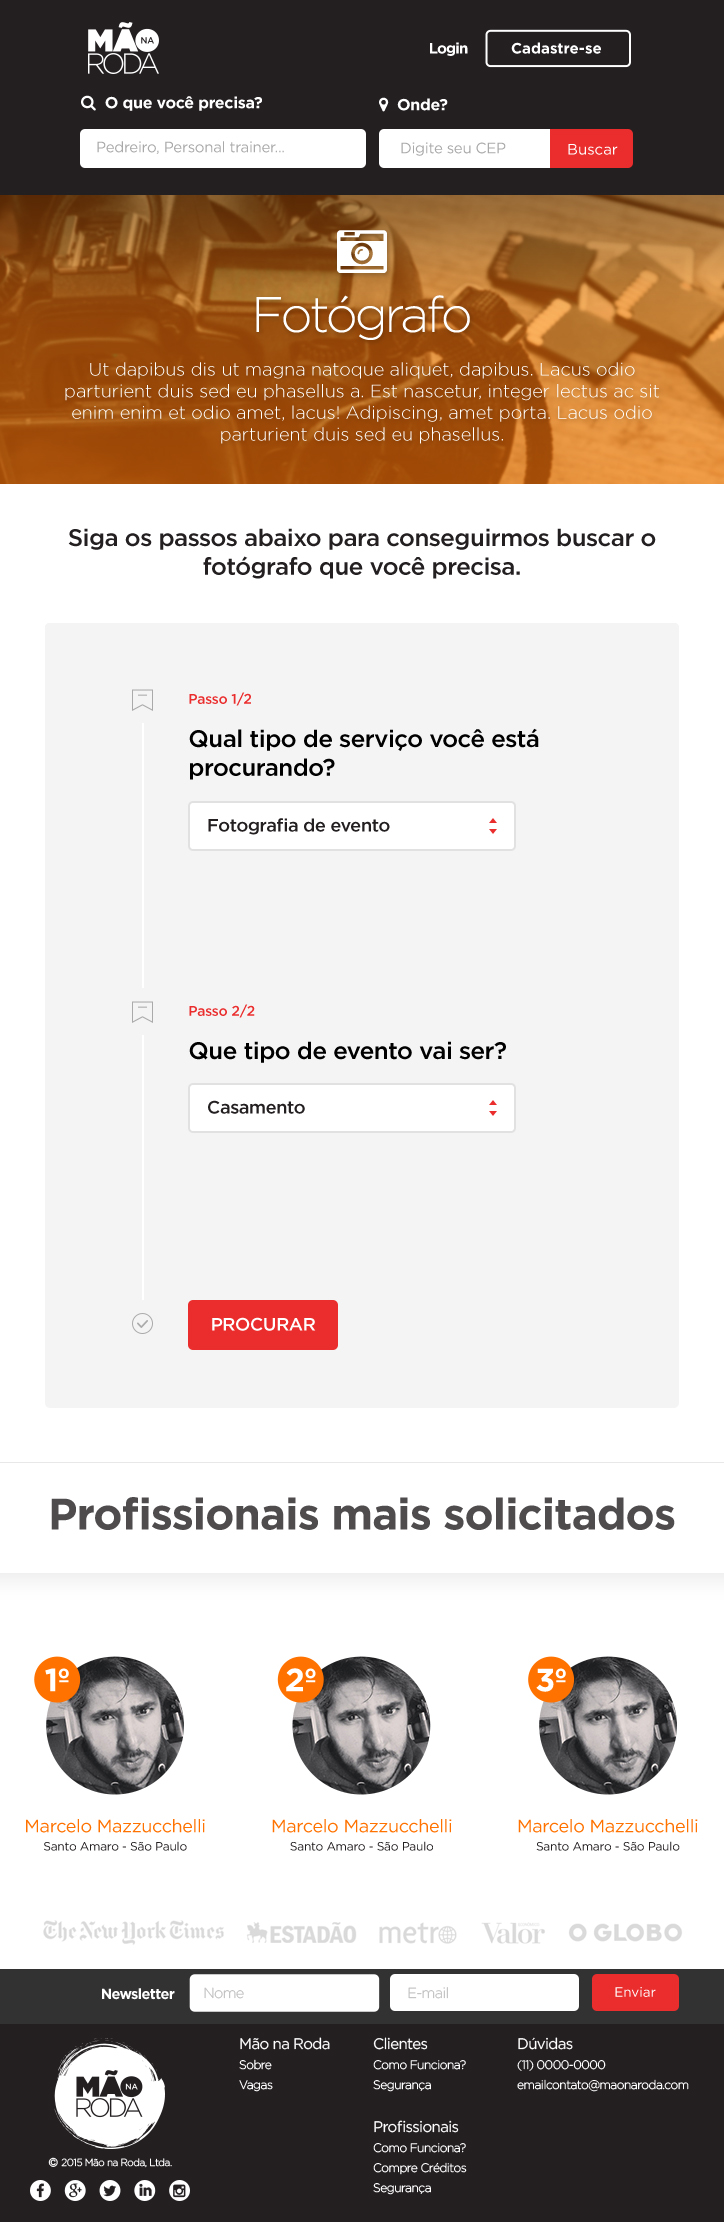 MÃO NA
RODA
Login
Cadastre-se
O que você precisa?
Onde?
Pedreiro, Personal trainer...
Digite seu CEP
Buscar
Fotógrafo
Ut dapibus dis ut magna natoque aliquet, dapibus. Lacus odio
parturient duis sed eu phasellus a. Est nascetur, integer lectus ac sit
enim enim et odio amet, lacus! Adipiscing, amet porta. Lacus odio
parturient duis sed eu phasellus.
Siga os passos abaixo para conseguirmos buscar o
fotógrafo que você precisa.
Passo 1/2
Qual tipo de serviço você está
procurando?
Fotografia de evento
Passo 2/2
Que tipo de evento vai ser?
Casamento
PROCURAR
Profissionais mais solicitados
1º
2º
3º
Marcelo Mazzucchelli
Santo Amaro - São Paulo
Marcelo Mazzucchelli
Santo Amaro - São Paulo
Marcelo Mazzucchelli
Santo Amaro - São Paulo
The New York Times
ESTADÃO
metro
Valor
O GLOBO
Newsletter
Nome
E-mail
Enviar
MÃO NA
RODA
© 2015 Mão na Roda, Ltda.
Mão na Roda
Sobre
Vagas
Clientes
Como Funciona?
Segurança
Profissionais
Como Funciona?
Compre Créditos
Segurança
Dúvidas
(11) 0000-0000
emailcontato@maonaroda.com